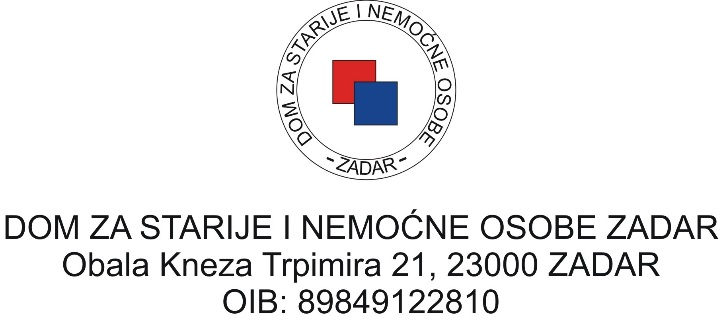 DOM ZA STARIJE I NEMOĆNE OSOBE
- ZADAR -
DOM ZA STARIJE I NEMOĆNE OSOBE ZADAR
Obala Kneza Trpimira 21, 23000 ZADAR
OIB: 89849122810